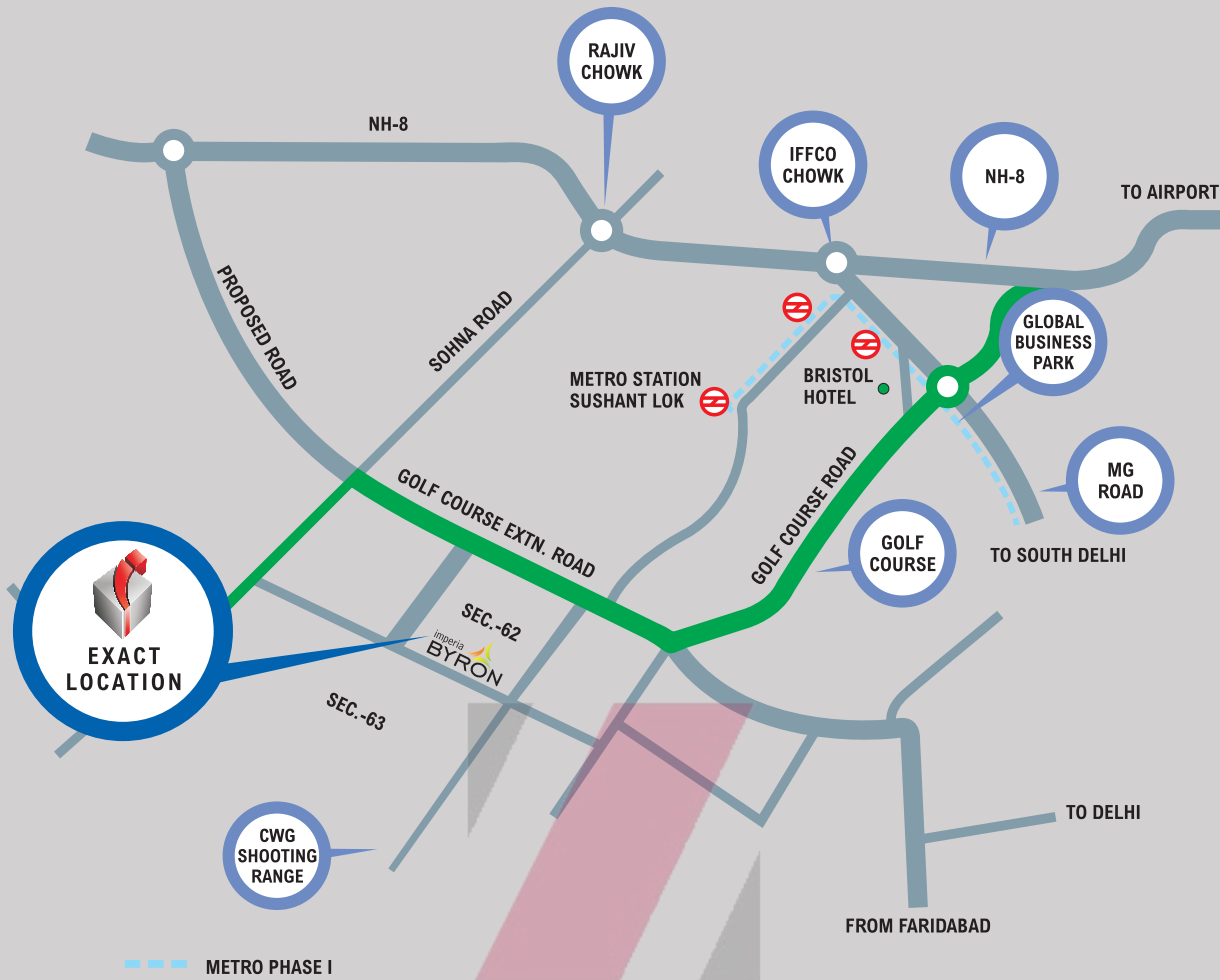 RAJIV
CHOWK
NH-8
IFFCO
CHOWK
NH-8
TO AIRPORT
PROPOSED ROAD
SOHNA ROAD
GLOBAL
BUSINESS
PARK
METRO STATION
SUSHANT LOK
BRISTOL
HOTEL
MG
ROAD
GOLF COURSE EXTN. ROAD
GOLF COURSE ROAD
GOLF
COURSE
TO SOUTH DELHI
EXACT
LOCATION
SEC.-62
imperia
BYRON
SEC.-63
CWG
SHOOTING
RANGE
TO DELHI
FROM FARIDABAD
METRO PHASE I